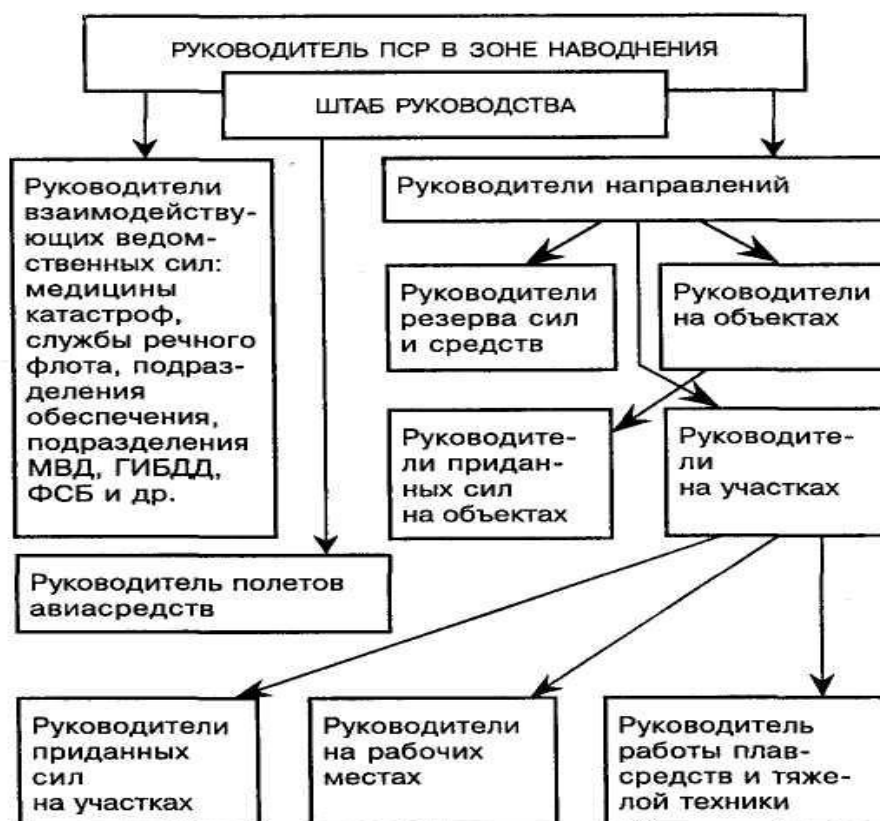 РУКОВОДИТЕЛЬ ПСР В ЗОНЕ НАВОДНЕНИЯ
ШТАБ РУКОВОДСТВА
Руководители
взаимодейству-
ющих ведом-
ственных сил:
медицины
катастроф,
службы речного
флота, подраз-
деления
обеспечения,
подразделения
МВД, ГИБДД,
ФСБ и др.
Руководители направлений
Руководители
резерва сил
и средств
Руководители
на объектах
Руководите-
ли придан-
ных сил
на объектах
Руководите-
ли
на участках
Руководитель полетов
авиасредств
Руководители
приданных
сил
на участках
Руководители
на рабочих
местах
Руководитель
работы плав-
средств и тяже-
лой техники